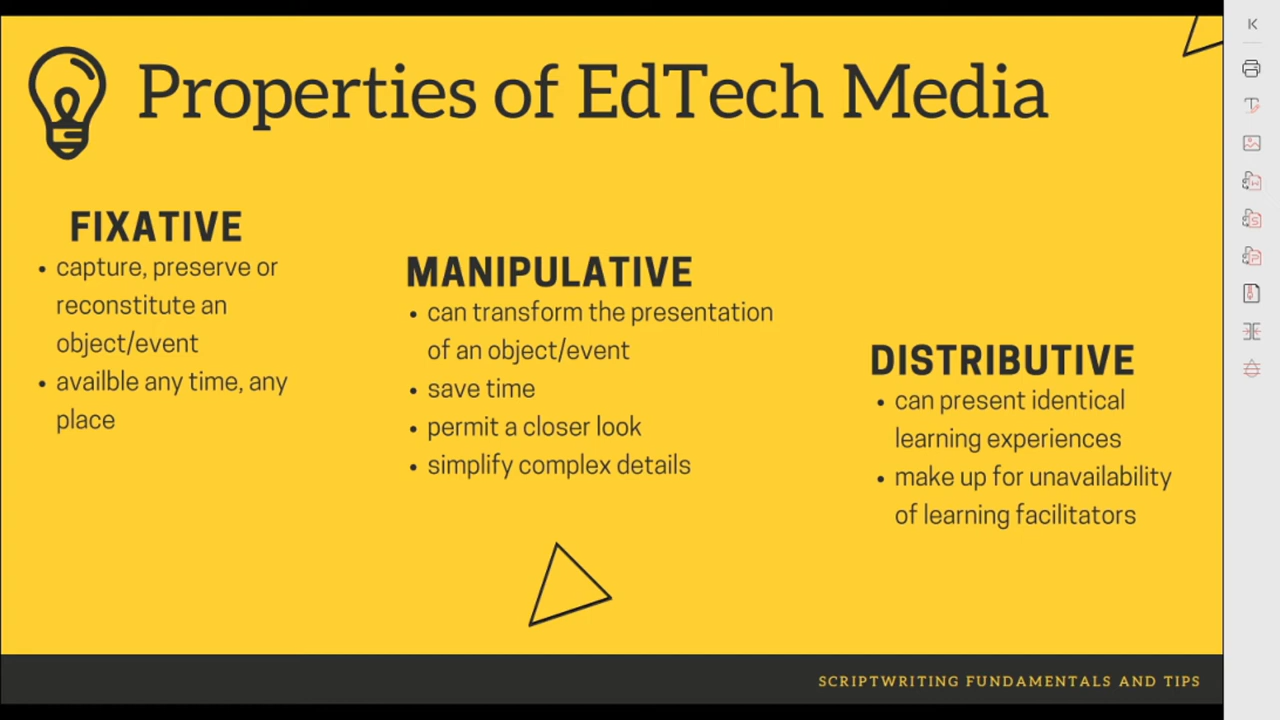 Properties of EdTech Media
FIXATIVE
• capture, preserve or
reconstitute an
object/event
• availble any time, any
place
MANIPULATIVE
• can transform the presentation
of an object/event
• save time
• permit a closer look
• simplify complex details
DISTRIBUTIVE
• can present identical
learning experiences
• make up for unavailability
of learning facilitators
SCRIPTWRITING FUNDAMENTALS AND TIPS